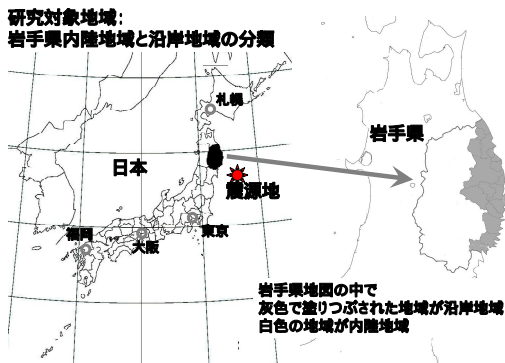 研究対象地域：
岩手県内陸地域と沿岸地域の分類
札幌
岩手県
日本
震源地
福岡
東京
大阪
岩手県地図の中で
灰色で塗りつぶされた地域が沿岸地域
白色の地域が内陸地域